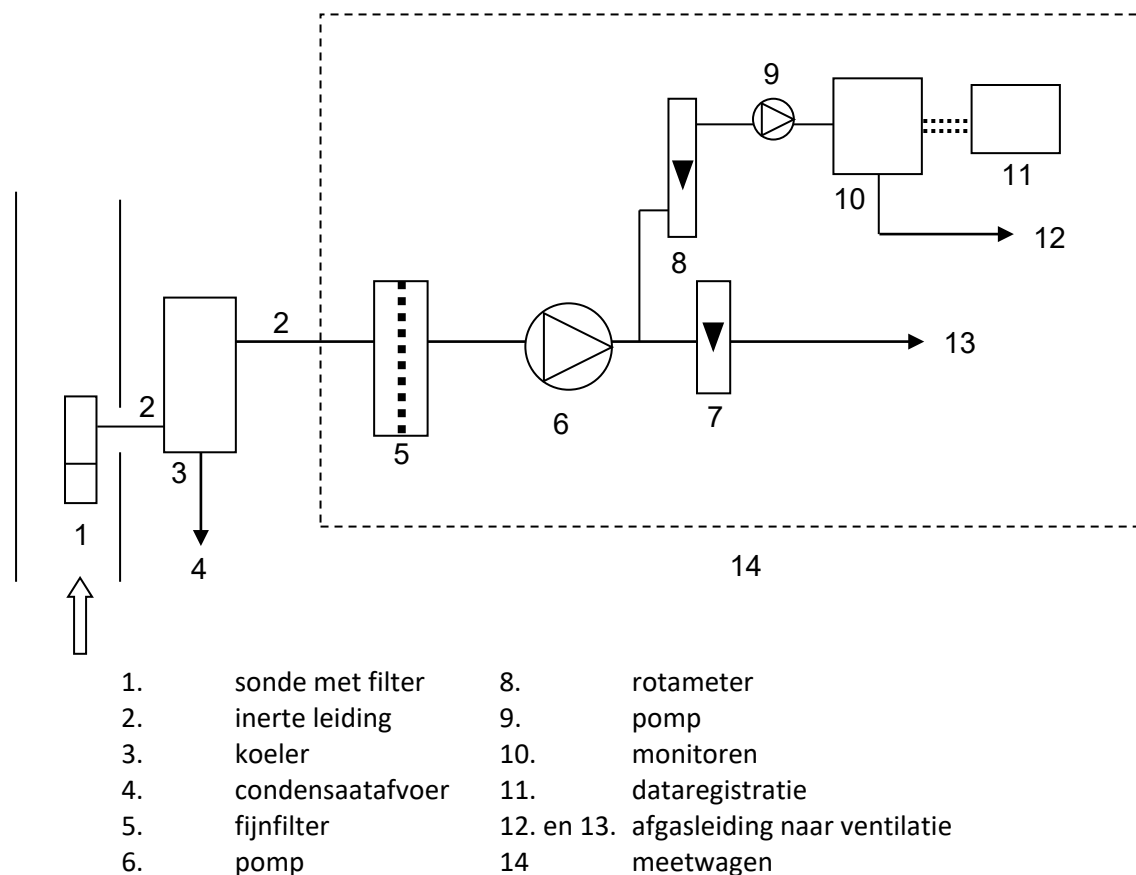 9
10
11
8
12
2
13
2
6
7
5
3
1
4
14
1. sonde met filter 8. rotameter
2. inerte leiding 9. pomp
3. koeler 10. monitoren
4. condensaatafvoer 11. dataregistratie
5. fijnfilter 12. en 13. afgasleiding naar ventilatie
6. pomp 14 meetwagen